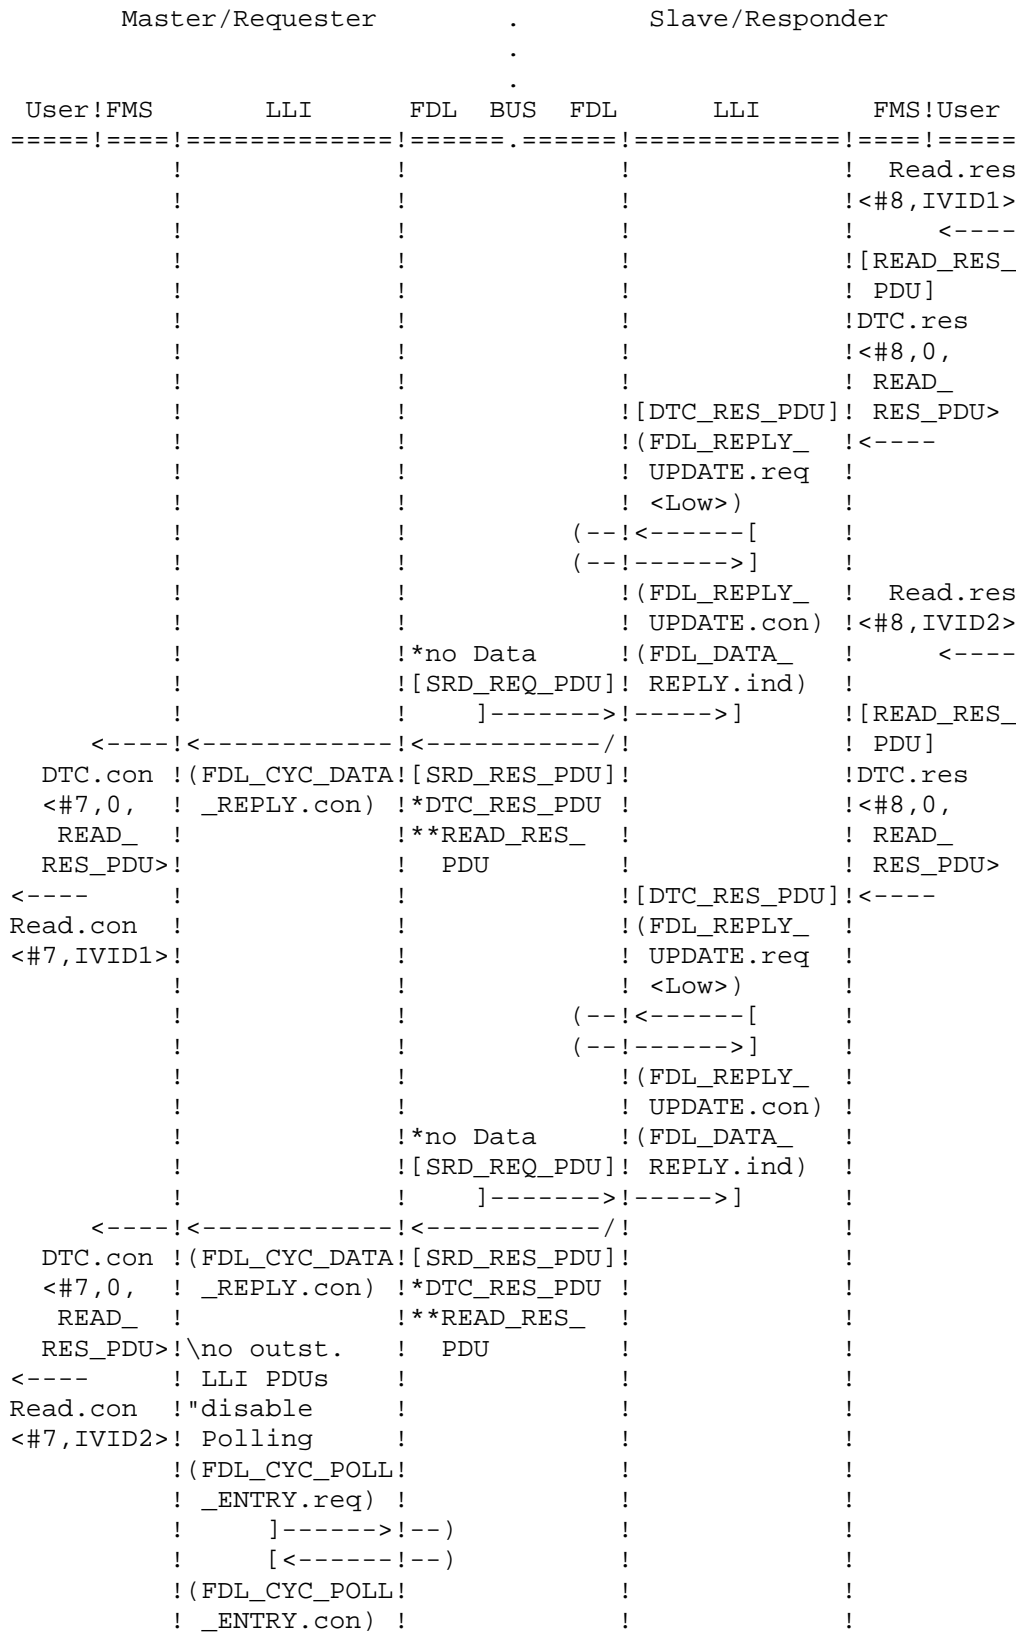 Master/Requester         .        Slave/Responder
                                 .
                                 .
 User!FMS       LLI      FDL  BUS  FDL      LLI       FMS!User
=====!====!=============!======.======!=============!====!=====
          !             !             !             !  Read.res
          !             !             !             !<#8,IVID1>
          !             !             !             !     <----
          !             !             !             ![READ_RES_
          !             !             !             ! PDU]
          !             !             !             !DTC.res
          !             !             !             !<#8,0,
          !             !             !             ! READ_
          !             !             ![DTC_RES_PDU]! RES_PDU>
          !             !             !(FDL_REPLY_  !<----
          !             !             ! UPDATE.req  !
          !             !             ! <Low>)      !
          !             !          (--!<------[     !
          !             !          (--!------>]     !
          !             !             !(FDL_REPLY_  !  Read.res
          !             !             ! UPDATE.con) !<#8,IVID2>
          !             !*no Data     !(FDL_DATA_   !     <----
          !             ![SRD_REQ_PDU]! REPLY.ind)  !
          !             !    ]------->!----->]      ![READ_RES_
     <----!<------------!<-----------/!             ! PDU]
  DTC.con !(FDL_CYC_DATA![SRD_RES_PDU]!             !DTC.res
  <#7,0,  ! _REPLY.con) !*DTC_RES_PDU !             !<#8,0,
   READ_  !             !**READ_RES_  !             ! READ_
  RES_PDU>!             !  PDU        !             ! RES_PDU>
<----     !             !             ![DTC_RES_PDU]!<----
Read.con  !             !             !(FDL_REPLY_  !
<#7,IVID1>!             !             ! UPDATE.req  !
          !             !             ! <Low>)      !
          !             !          (--!<------[     !
          !             !          (--!------>]     !
          !             !             !(FDL_REPLY_  !
          !             !             ! UPDATE.con) !
          !             !*no Data     !(FDL_DATA_   !
          !             ![SRD_REQ_PDU]! REPLY.ind)  !
          !             !    ]------->!----->]      !
     <----!<------------!<-----------/!             !
  DTC.con !(FDL_CYC_DATA![SRD_RES_PDU]!             !
  <#7,0,  ! _REPLY.con) !*DTC_RES_PDU !             !
   READ_  !             !**READ_RES_  !             !
  RES_PDU>!\no outst.   !  PDU        !             !
<----     ! LLI PDUs    !             !             !
Read.con  !"disable     !             !             !
<#7,IVID2>! Polling     !             !             !
          !(FDL_CYC_POLL!             !             !
          ! _ENTRY.req) !             !             !
          !     ]------>!--)          !             !
          !     [<------!--)          !             !
          !(FDL_CYC_POLL!             !             !
          ! _ENTRY.con) !             !             !